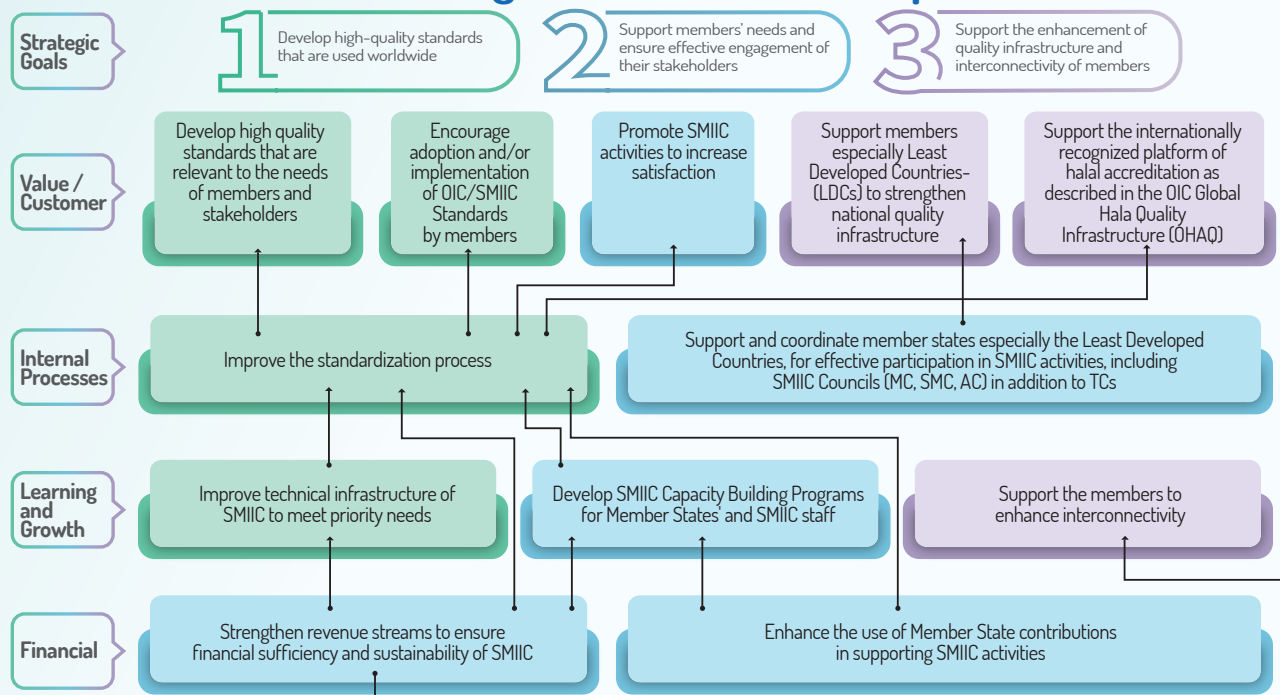 Strategic
Goals
1
Develop high-quality standards
that are used worldwide
2
Support members' needs and
ensure effective engagement of
their stakeholders
3
Support the enhancement of
quality infrastructure and
interconnectivity of members
Value /
Customer
Develop high quality
standards that are
relevant to the needs
of members and
stakeholders
Encourage
adoption and/or
implementation
of OIC/SMIIC
Standards
by members
Promote SMIIC
activities to increase
satisfaction
Support members
especially Least
Developed Countries-
(LDCs) to strengthen
national quality
infrastructure
Support the internationally
recognized platform of
halal accreditation as
described in the OIC Global
Hala Quality
Infrastructure (OHAQ)
Internal
Processes
Improve the standardization process
Support and coordinate member states especially the Least Developed
Countries, for effective participation in SMIIC activities, including
SMIIC Councils (MC, SMC, AC) in addition to TCs
Learning
and
Growth
Improve technical infrastructure of
SMIIC to meet priority needs
Develop SMIIC Capacity Building Programs
for Member States' and SMIIC staff
Support the members to
enhance interconnectivity
Financial
Strengthen revenue streams to ensure
financial sufficiency and sustainability of SMIIC
Enhance the use of Member State contributions
in supporting SMIIC activities